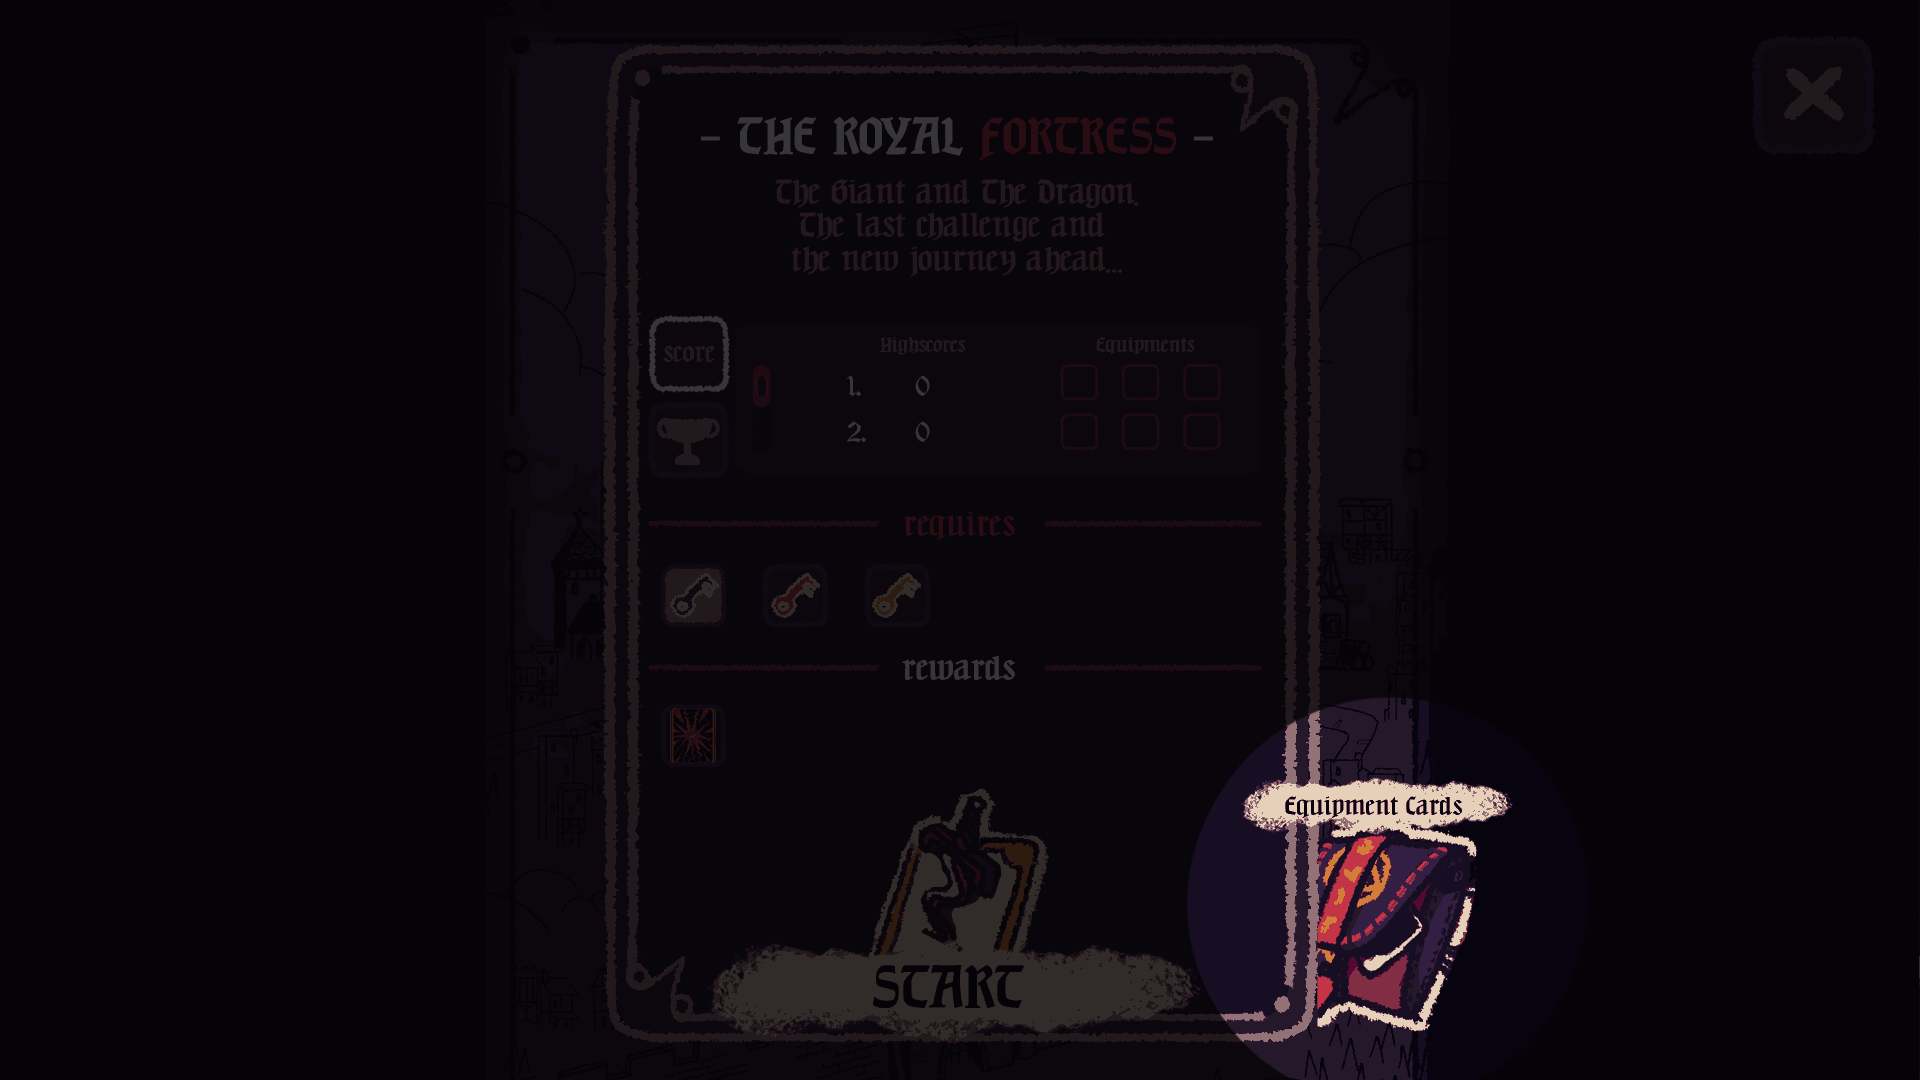 - THE ROYAL FORTRESS -
The Giant and The Dragon.
The last challenge and
the new journey ahead...
score
Highscores
Equipments
1. 0
2. 0
requires
rewards
Equipment Cards
START